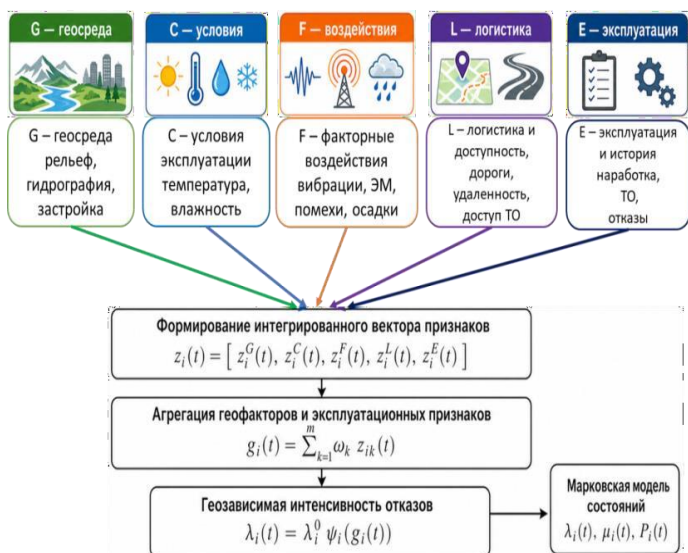 G — геосреда
C — условия
F — воздействия
L — логистика
E — эксплуатация
G – геосреда
рельеф,
гидрография,
застройка
C – условия
эксплуатации
температура,
влажность
F – факторные
воздействия
вибрации, ЭМ,
помехи, осадки
L – логистика и
доступность,
дороги,
удаленность,
доступ ТО
E – эксплуатация
и история
наработка,
ТО,
отказы
Формирование интегрированного вектора признаков
z_i(t) = [ z_i^G(t), z_i^C(t), z_i^F(t), z_i^L(t), z_i^E(t) ]
Агрегация геофакторов и эксплуатационных признаков
g_i(t) = ∑_{k=1}^m ω_k z_{ik}(t)
Геозависимая интенсивность отказов
λ_i(t) = λ_i^0 ψ_i(g_i(t))
Марковская модель
состояний
λ_i(t), μ_i(t), P_i(t)